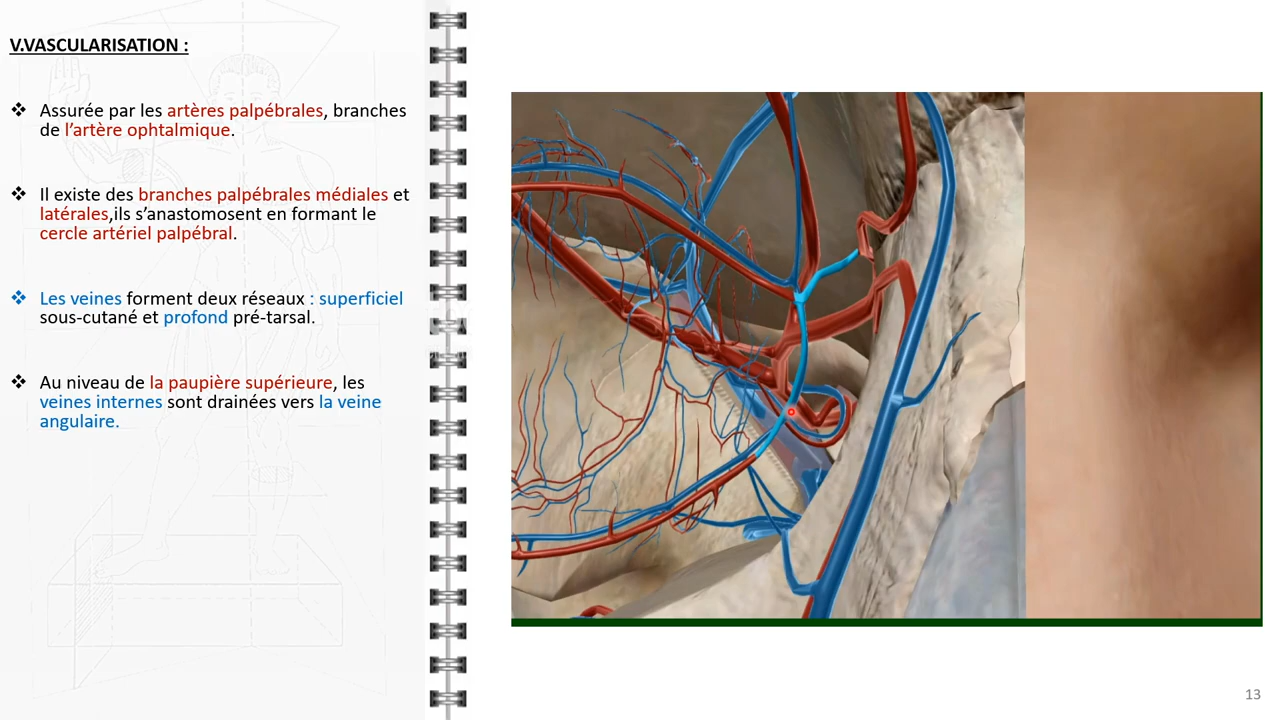 V.VASCULARISATION :
❖ Assurée par les artères palpébrales, branches
de l'artère ophtalmique.
❖ Il existe des branches palpébrales médiales et
latérales,ils s'anastomosent en formant le
cercle artériel palpébral.
❖ Les veines forment deux réseaux : superficiel
sous-cutané et profond pré-tarsal.
❖ Au niveau de la paupière supérieure, les
veines internes sont drainées vers la veine
angulaire.
13